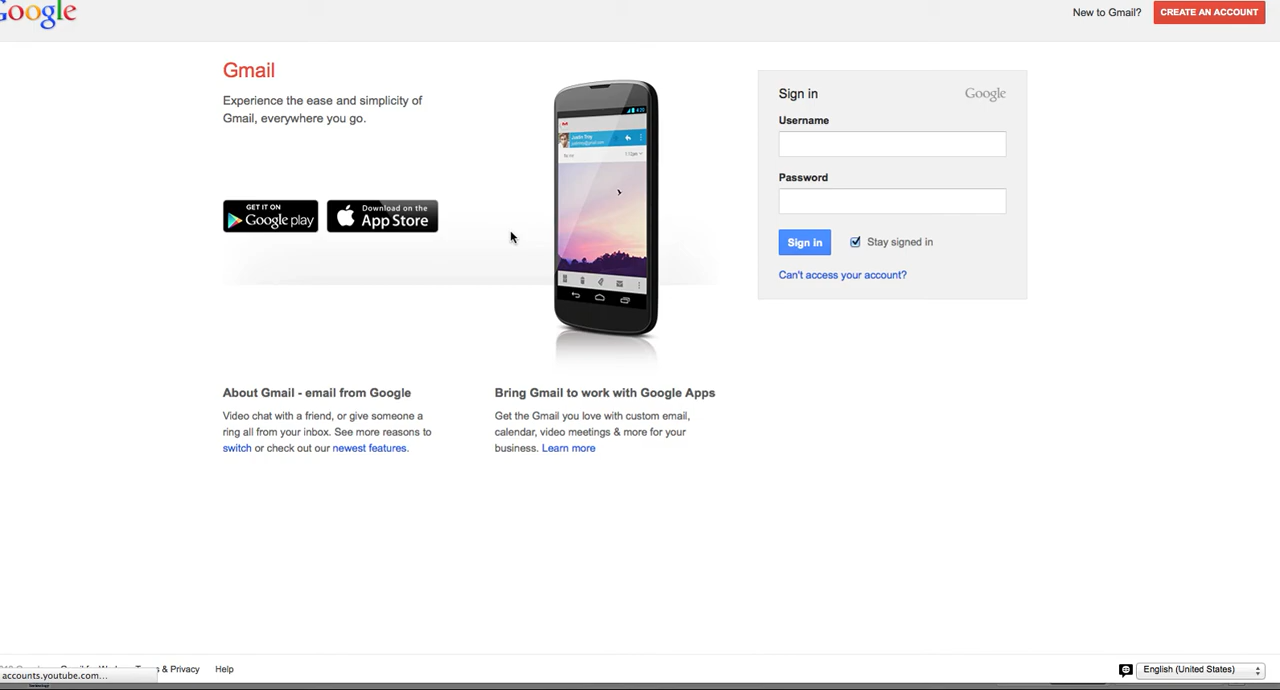 Google
New to Gmail? CREATE AN ACCOUNT
Gmail
Experience the ease and simplicity of
Gmail, everywhere you go.
GET IT ON
Google play
Download on the
App Store
Sign in Google
Username
Password
Sign in Stay signed in
Can't access your account?
About Gmail - email from Google
Video chat with a friend, or give someone a
ring all from your inbox. See more reasons to
switch or check out our newest features.
Bring Gmail to work with Google Apps
Get the Gmail you love with custom email,
calendar, video meetings & more for your
business. Learn more
& Privacy Help
English (United States)
accounts.youtube.com...